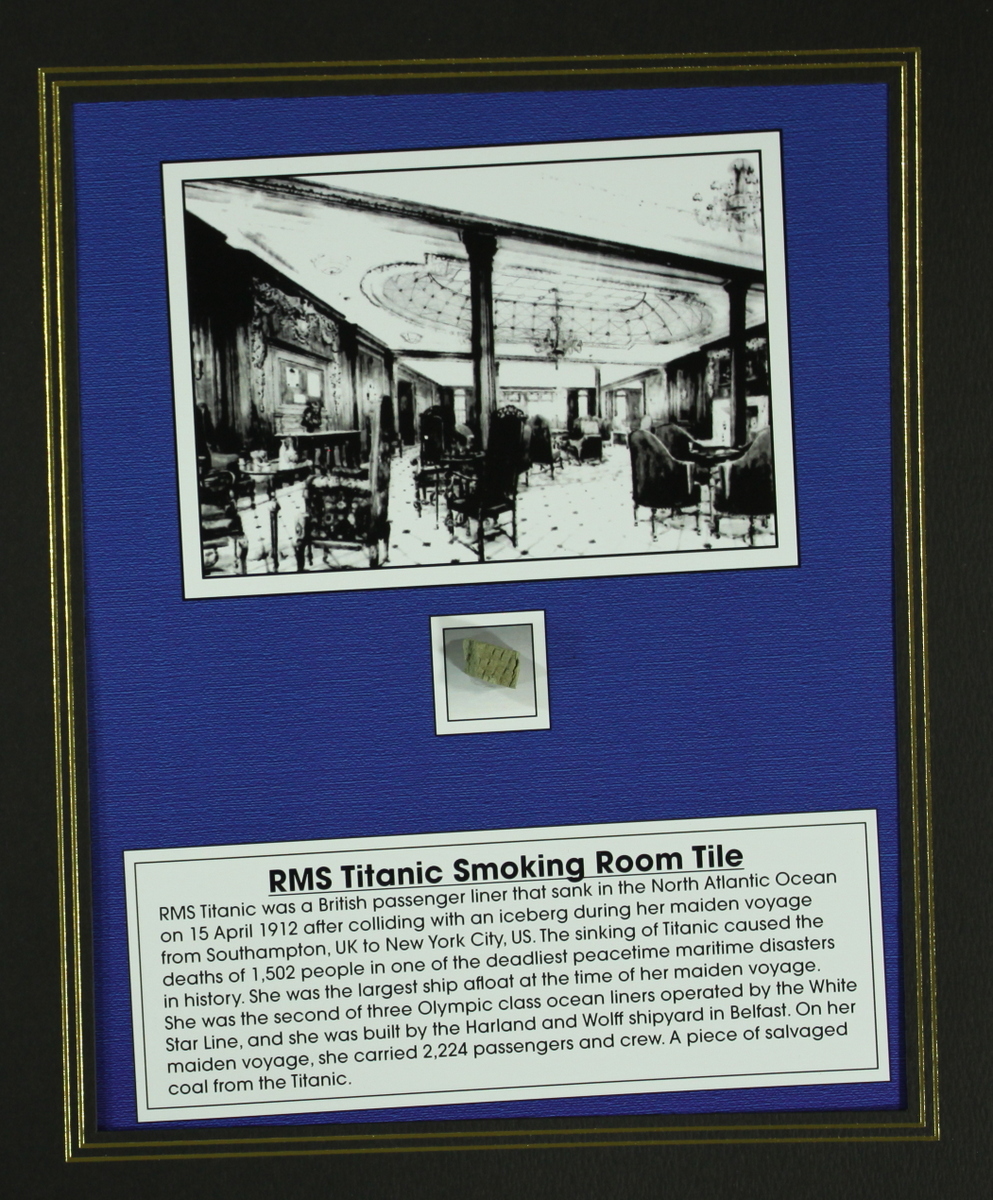 RMS Titanic Smoking Room Tile
RMS Titanic was a British passenger liner that sank in the North Atlantic Ocean
on 15 April 1912 after colliding with an iceberg during her maiden voyage
from Southampton, UK to New York City, US. The sinking of Titanic caused the
deaths of 1,502 people in one of the deadliest peacetime maritime disasters
in history. She was the largest ship afloat at the time of her maiden voyage.
She was the second of three Olympic class ocean liners operated by the White
Star Line, and she was built by the Harland and Wolff shipyard in Belfast. On her
maiden voyage, she carried 2,224 passengers and crew. A piece of salvaged
coal from the Titanic.